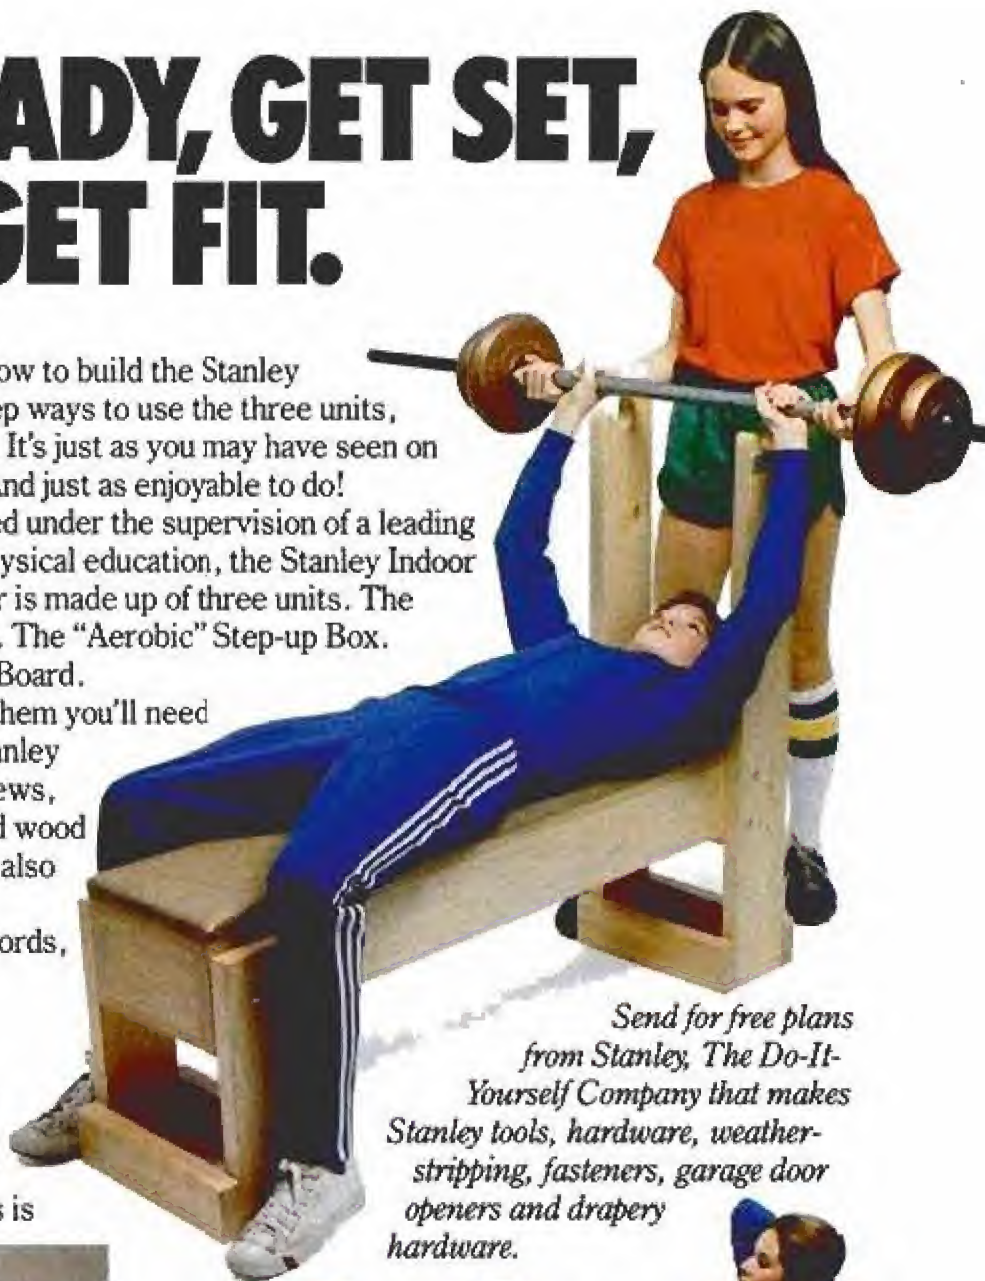 ADY, GET SET,
GET FIT.
ow to build the Stanley
ep ways to use the three units,
It's just as you may have seen on
And just as enjoyable to do!
ed under the supervision of a leading
ysical education, the Stanley Indoor
r is made up of three units. The
. The "Aerobic" Step-up Box.
Board.
hem you'll need
anley
ews,
d wood
also
ords,
Send for free plans
from Stanley, The Do-It-
Yourself Company that makes
Stanley tools, hardware, weather-
stripping, fasteners, garage door
openers and drapery
hardware.
s is